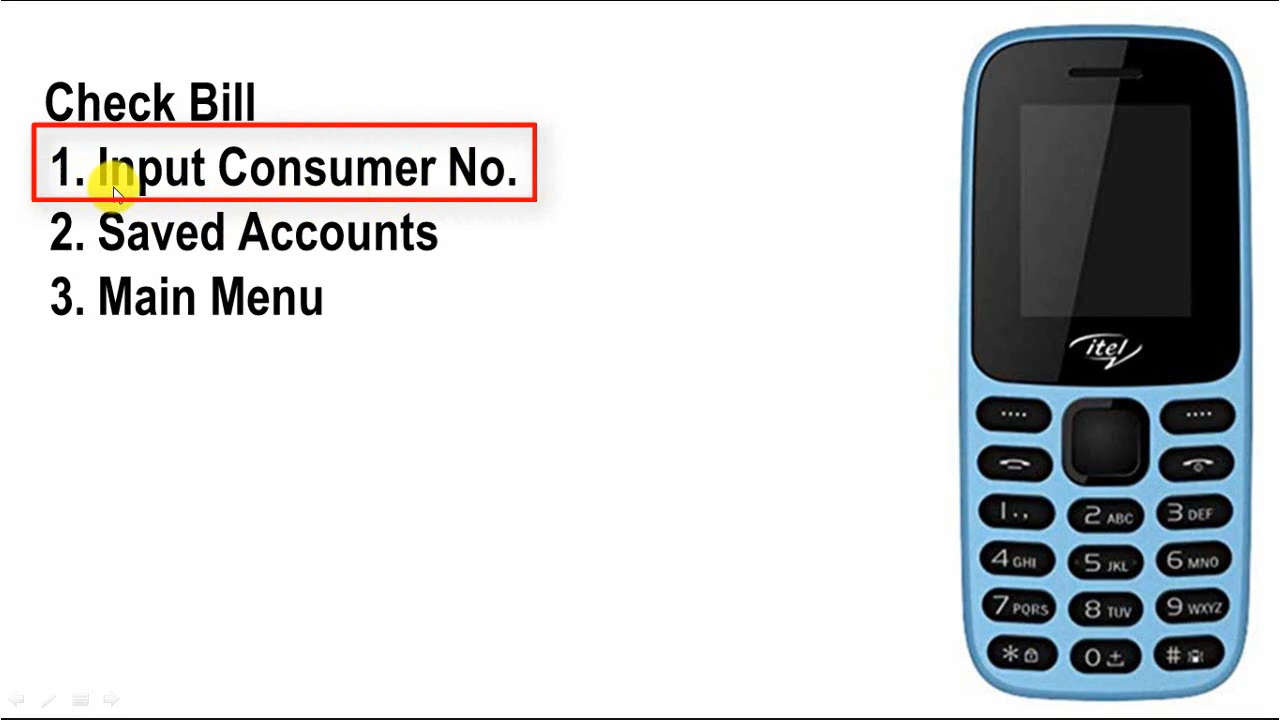 Check Bill
1. Input Consumer No.
2. Saved Accounts
3. Main Menu
itel
1 . ,
2 ABC
3 DEF
4 GHI
5 JKL
6 MNO
7 PQRS
8 TUV
9 WXYZ
*
0 +
#